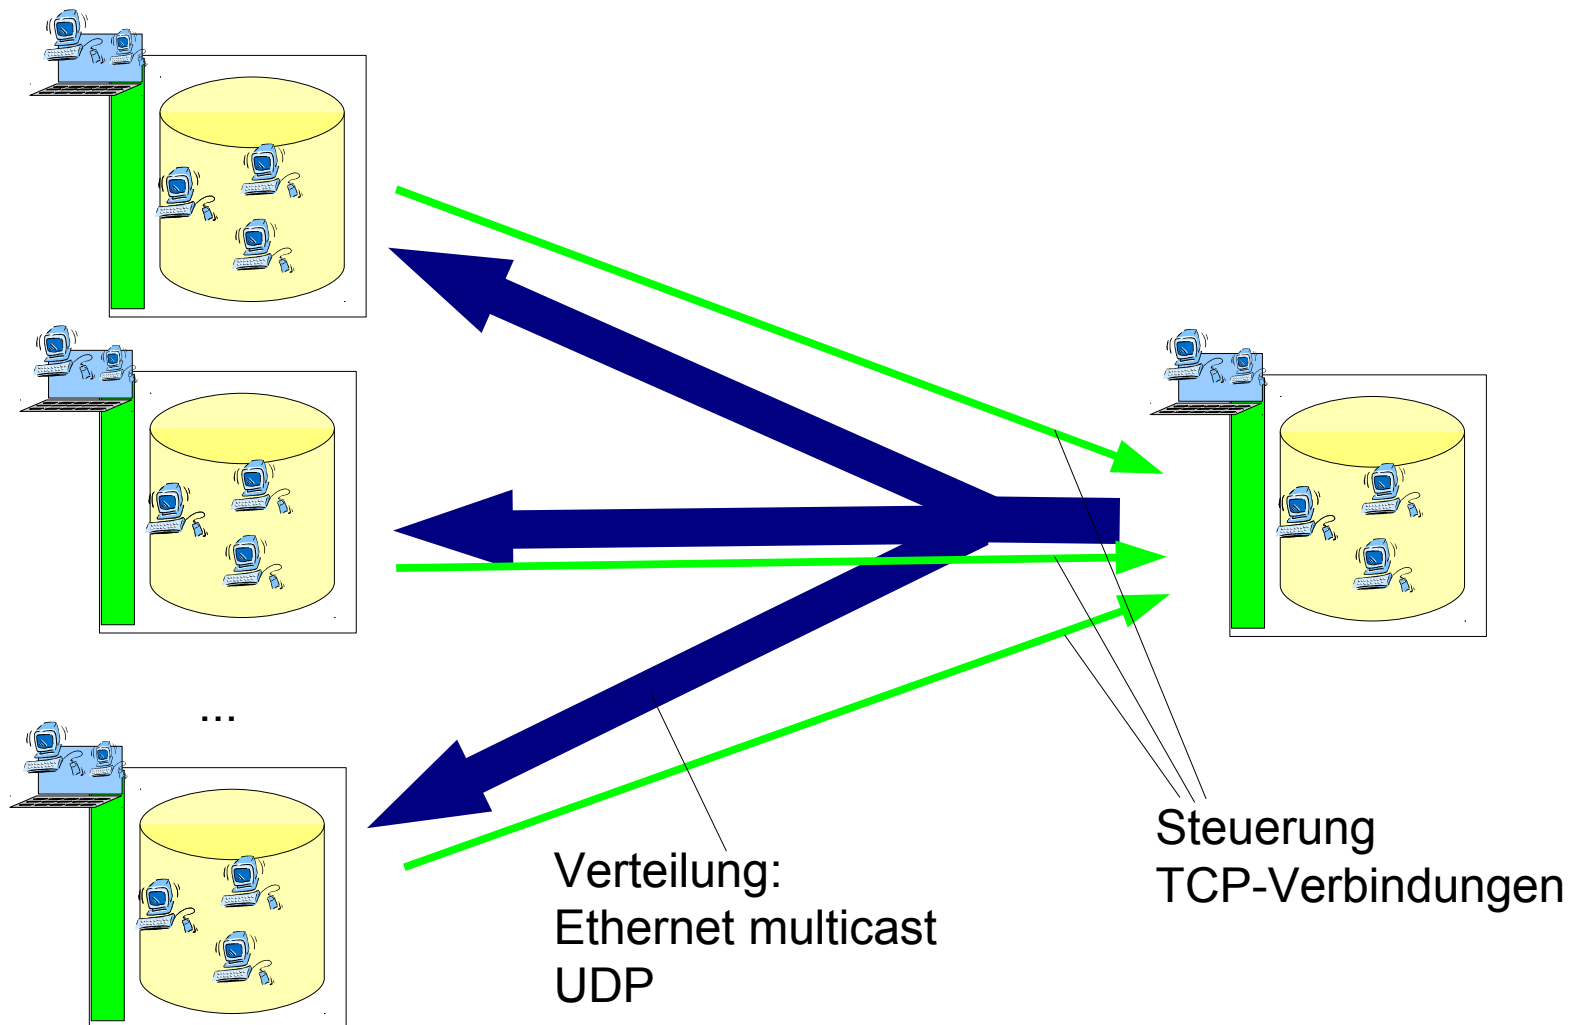 ...
Verteilung:
Ethernet multicast
UDP
Steuerung
TCP-Verbindungen